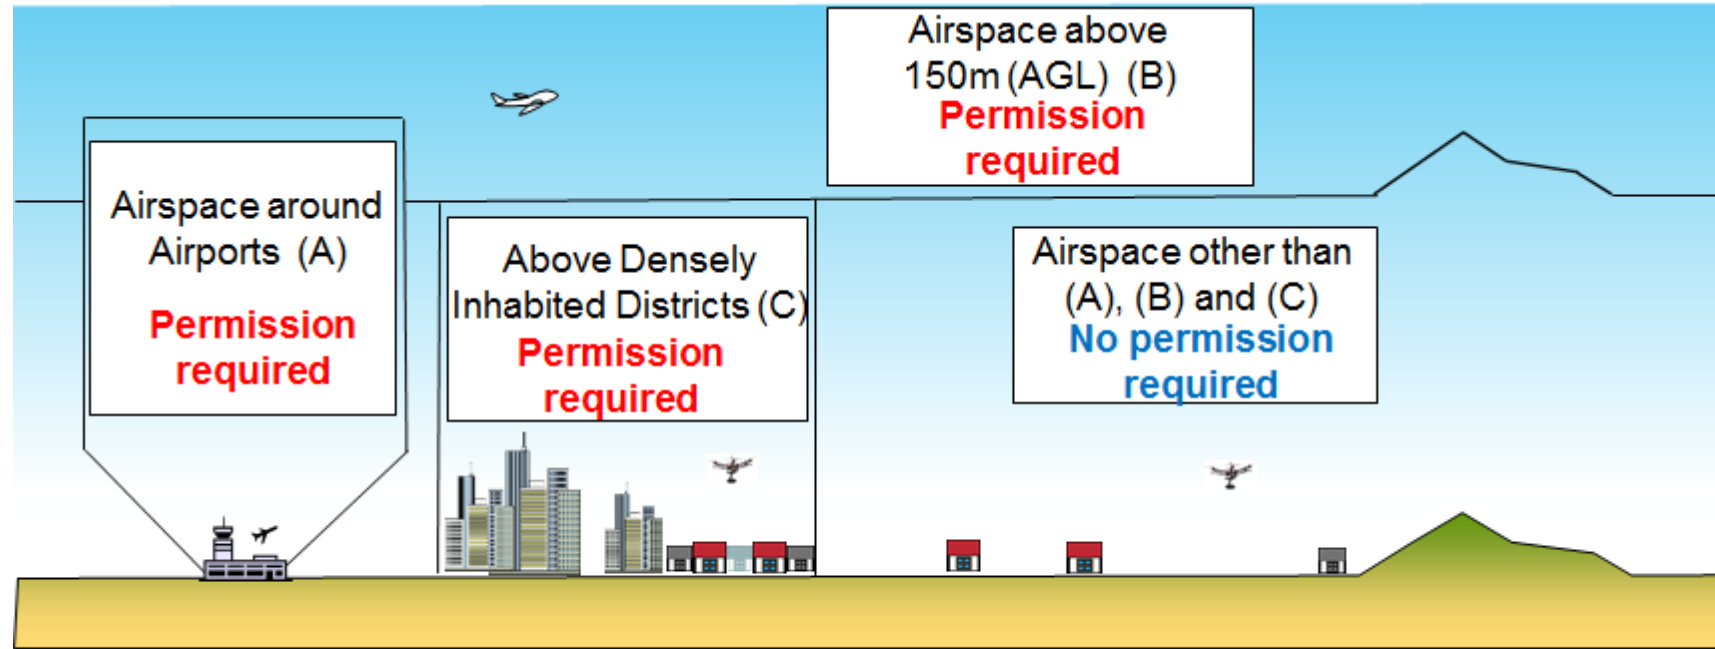 Airspace above
150m (AGL) (B)
Permission
required
Airspace around
Airports (A)
Permission
required
Above Densely
Inhabited Districts (C)
Permission
required
Airspace other than
(A), (B) and (C)
No permission
required